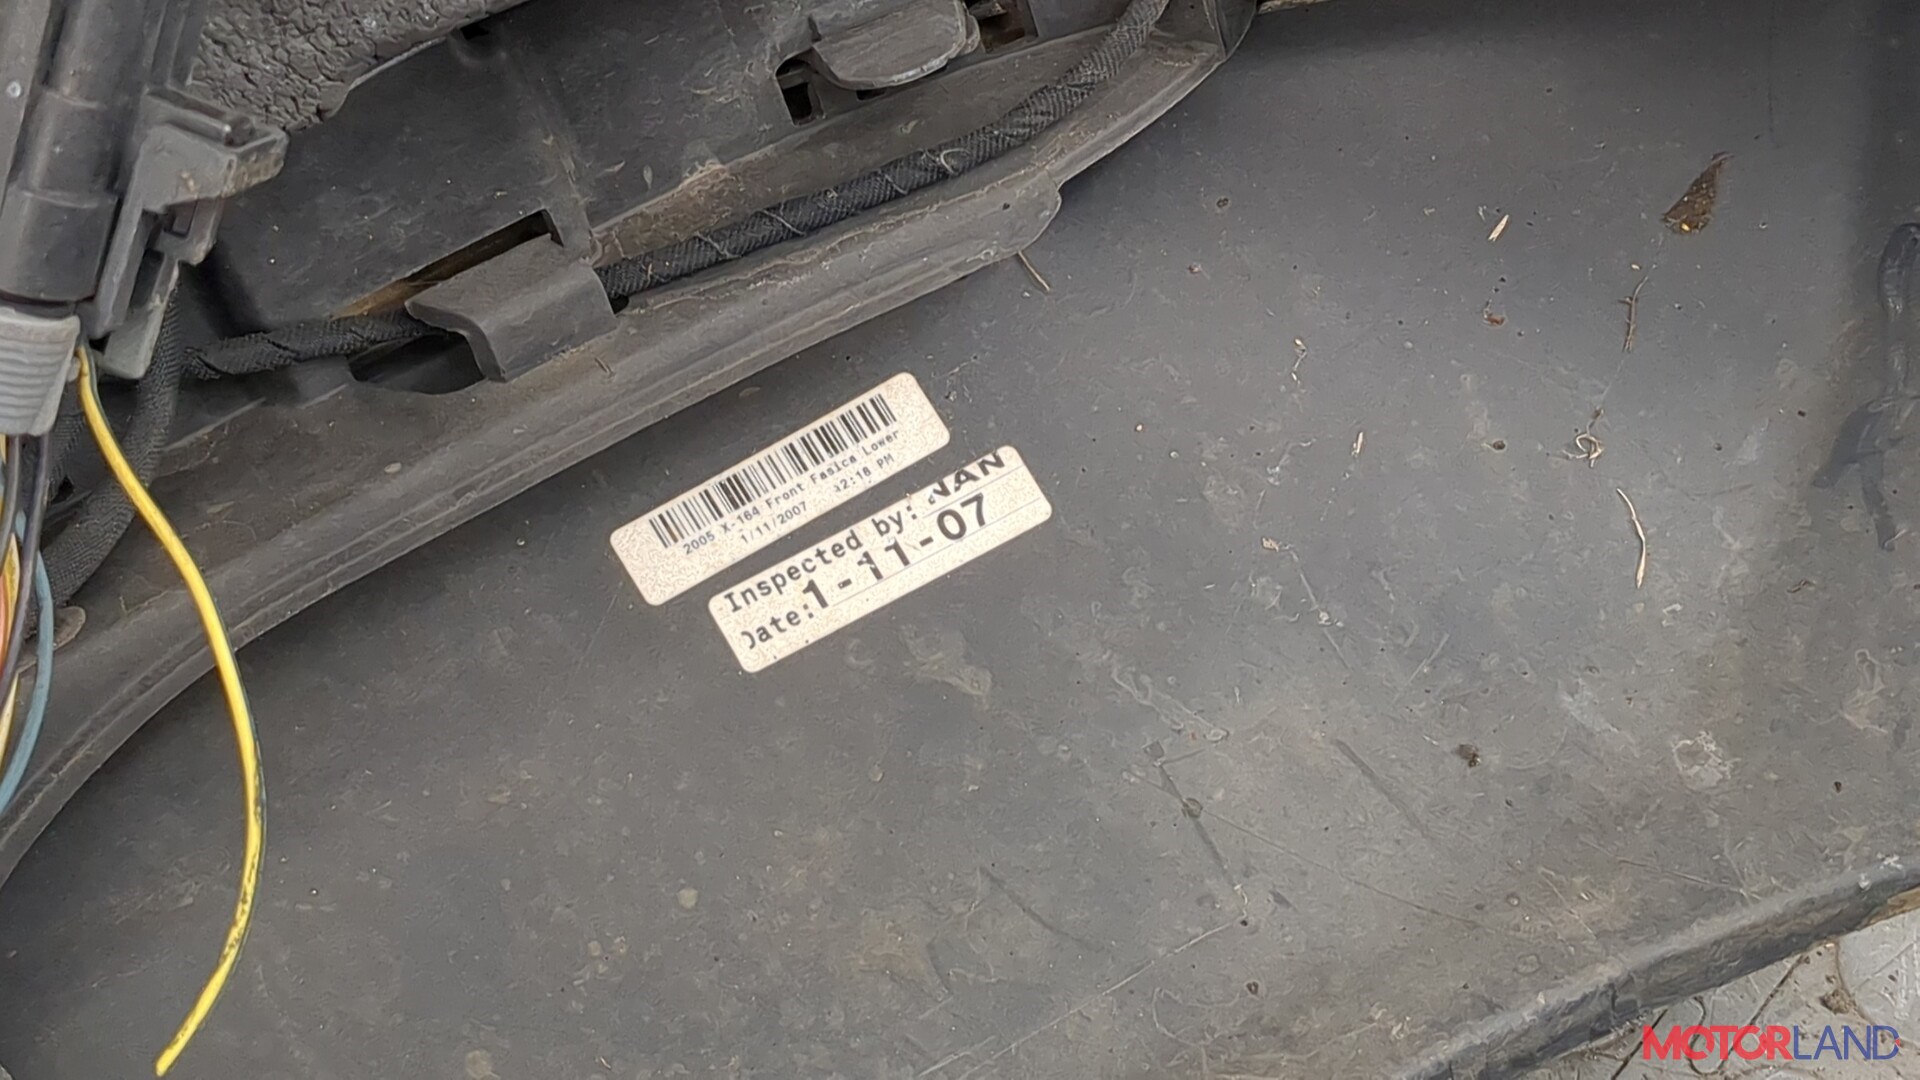 2005 X-164 Front Fasica Lower
1/11/2007 12:18 PM
Inspected by: NAN
Date: 1-11-07
MOTORLAND